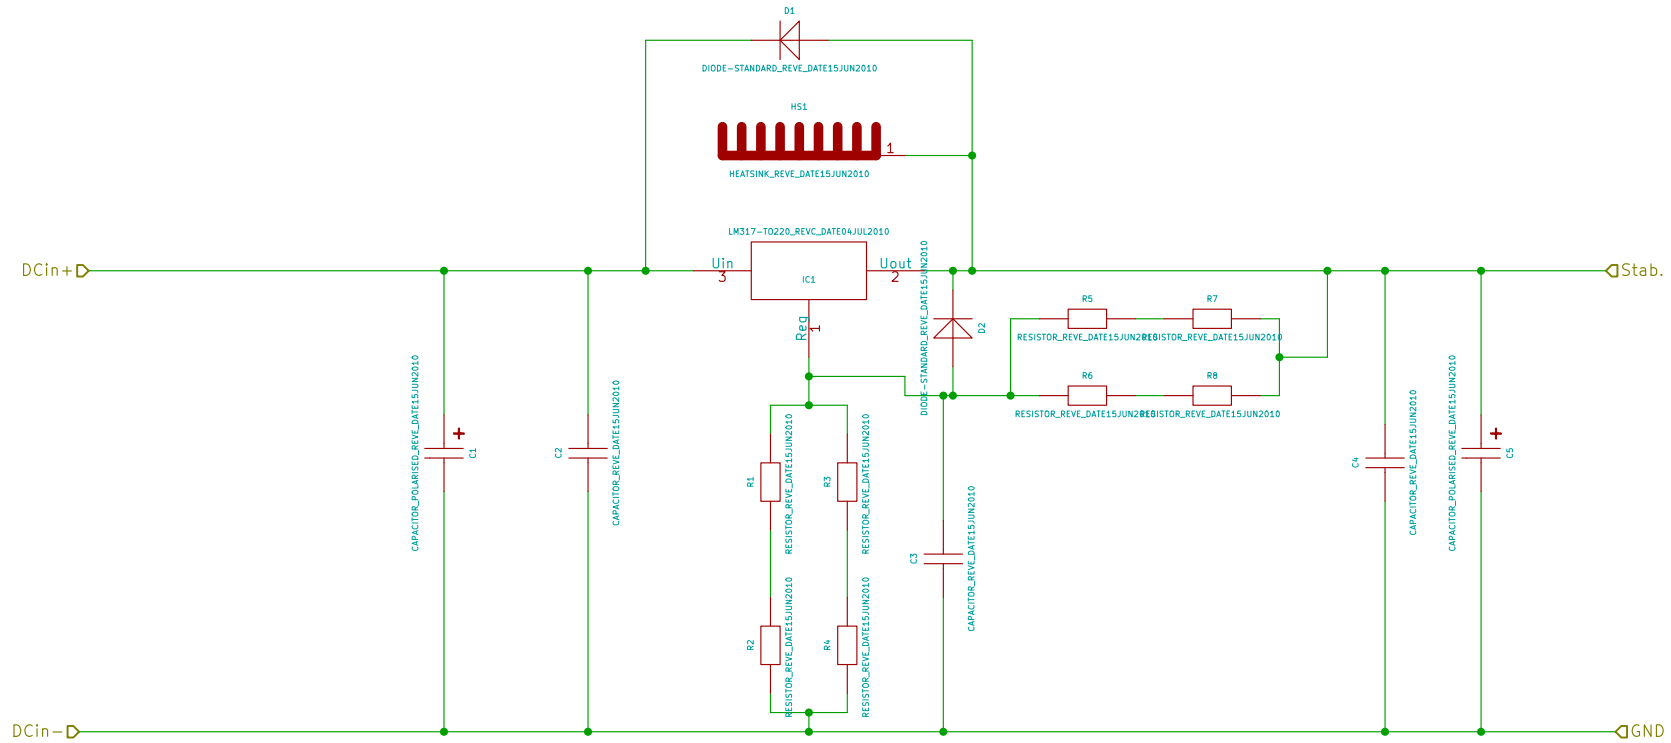 D1
DIODE-STANDARD_REVE_DATE15JUN2010
HS1
1
HEATSINK_REVE_DATE15JUN2010
LM317-TO220_REVC_DATE04JUL2010
DCin+
Uin
3
IC1
Uout
2
Reg
1
Stab.
DIODE-STANDARD_REVE_DATE15JUN2010
D2
R5
RESISTOR_REVE_DATE15JUN2010
R7
RESISTOR_REVE_DATE15JUN2010
R6
RESISTOR_REVE_DATE15JUN2010
R8
RESISTOR_REVE_DATE15JUN2010
CAPACITOR_POLARISED_REVE_DATE15JUN2010
+
C1
C2
CAPACITOR_REVE_DATE15JUN2010
R1
RESISTOR_REVE_DATE15JUN2010
R3
RESISTOR_REVE_DATE15JUN2010
C3
CAPACITOR_REVE_DATE15JUN2010
C4
CAPACITOR_REVE_DATE15JUN2010
CAPACITOR_POLARISED_REVE_DATE15JUN2010
+
C5
R2
RESISTOR_REVE_DATE15JUN2010
R4
RESISTOR_REVE_DATE15JUN2010
DCin-
GND